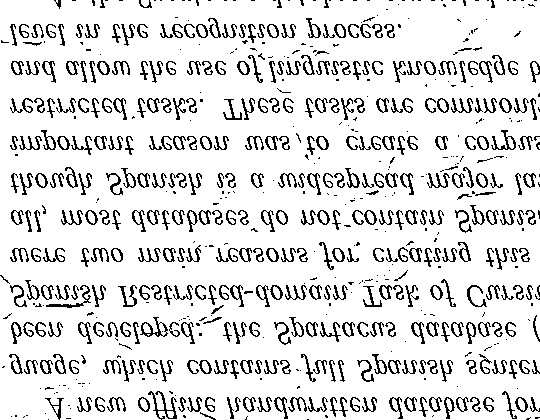 A new offline handwritten database for
guage, which contains full Spanish senten
been developed: the Spartacus database (
Spanish Restricted-domain Task of Cursiv
were two main reasons for creating this
all, most databases do not contain Spanis
though Spanish is a widespread major lan
important reason was to create a corpus
restricted tasks. These tasks are commonly
and allow the use of linguistic knowledge b
level in the recognition process.